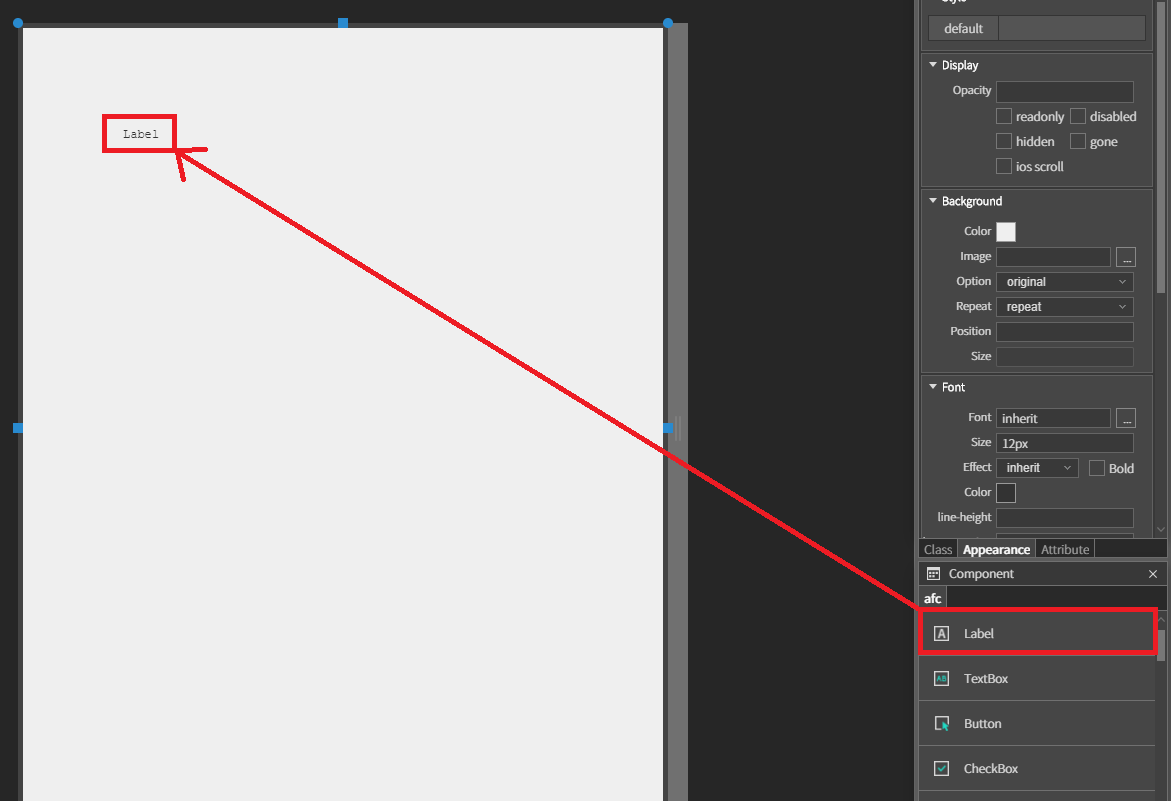 Label
Style
default
Display
Opacity
readonly disabled
hidden gone
ios scroll
Background
Color
Image ...
Option original
Repeat repeat
Position
Size
Font
Font inherit ...
Size 12px
Effect inherit Bold
Color
line-height
Class Appearance Attribute
Component
afc
A Label
AB TextBox
Button
CheckBox